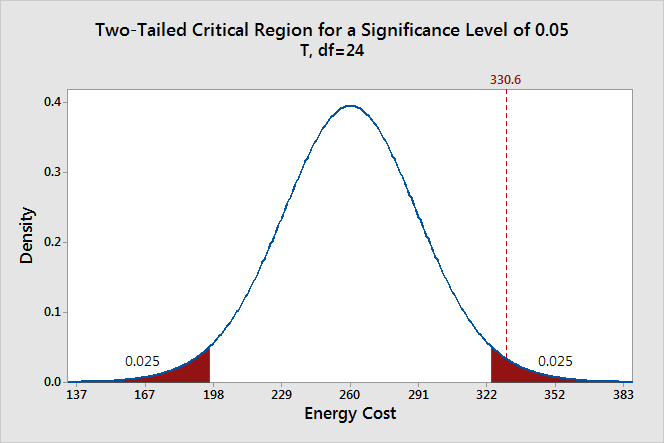 Two-Tailed Critical Region for a Significance Level of 0.05
T, df=24
330.6
0.4
0.3
0.2
0.1
0.0
Density
0.025
0.025
137 167 198 229 260 291 322 352 383
Energy Cost